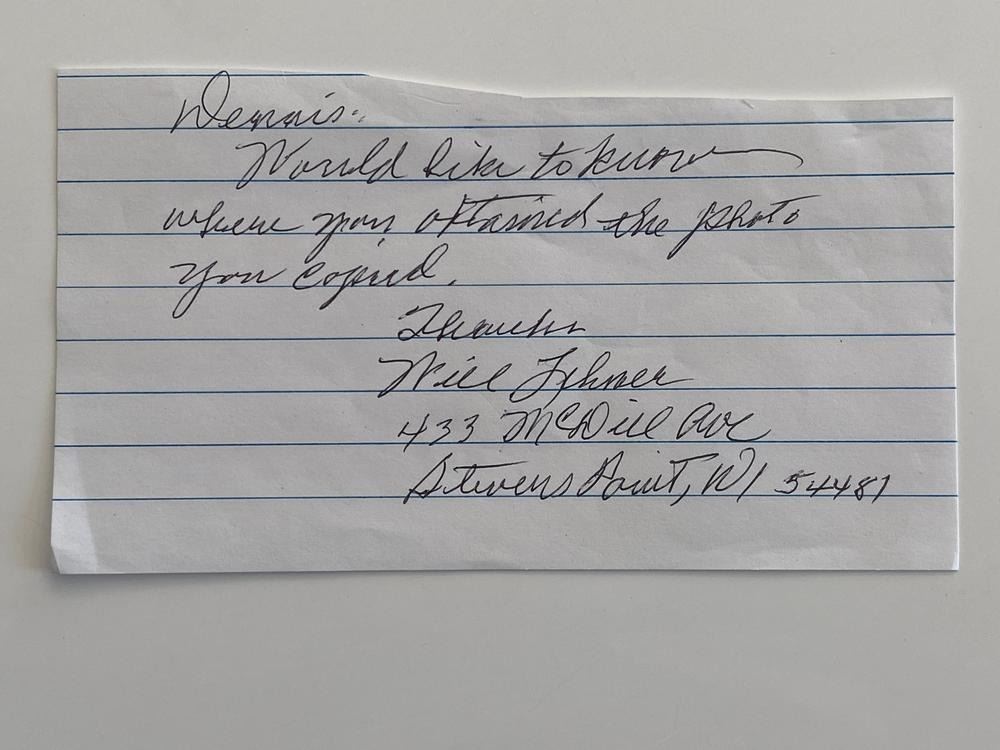 Dennis:
Would like to know
where you obtained the photo
you copied.
Thanks
Will
433 McDill Ave
Stevens Point, WI 54481